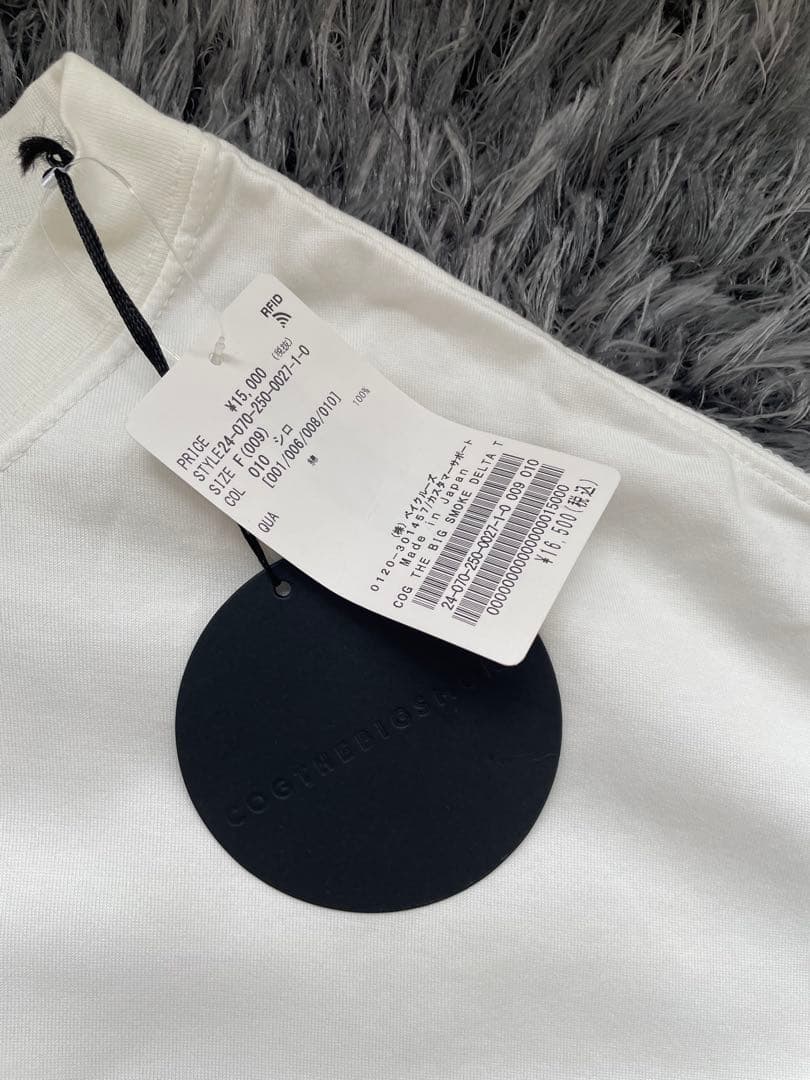 RFID
PRICE ¥15,000 (税抜)
STYLE24-070-250-0027-1-0
SIZE F(009)
COL 010 シロ
[001/006/008/010]
QUA 綿 100%
(株)ベイクルーズ
0120-301457/カスタマーサポート
Made in Japan
COG THE BIG SMOKE DELTA T
24-070-250-0027-1-0 009 010
¥16,500(税込)
COGTHEBIGSM